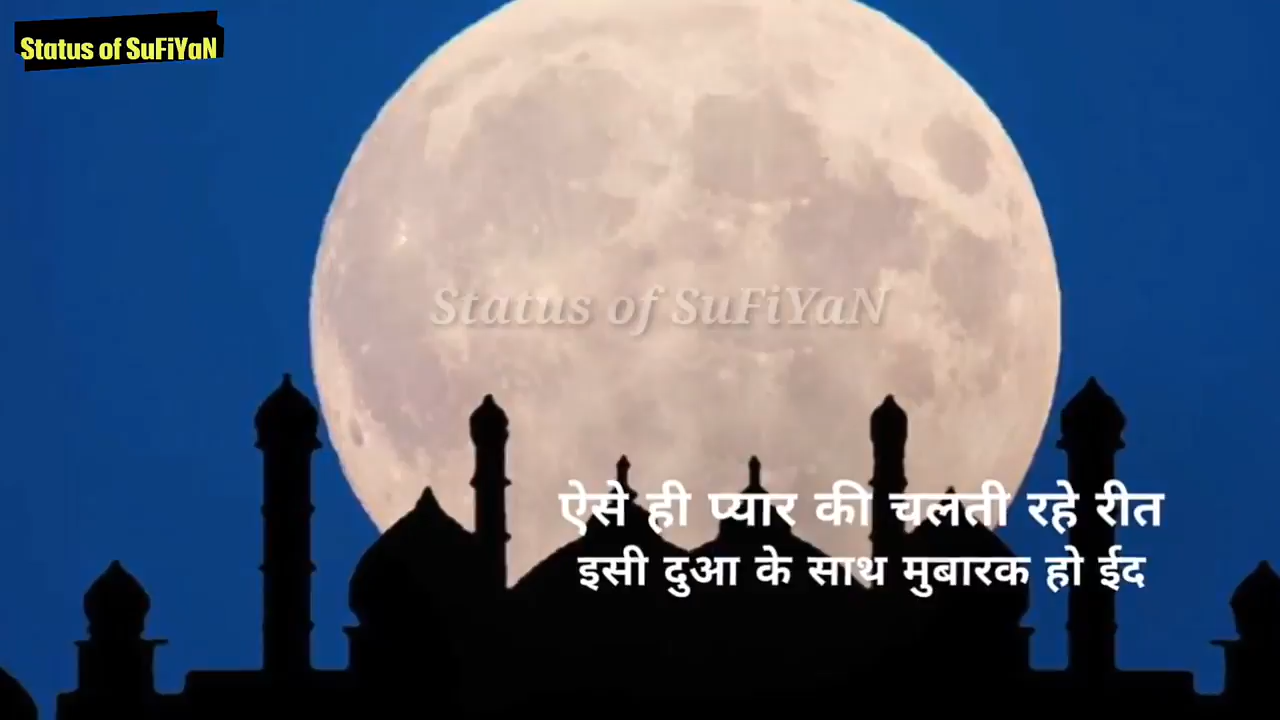 Status of SuFiYaN
Status of SuFiYaN
ऐसे ही प्यार की चलती रहे रीत
इसी दुआ के साथ मुबारक हो ईद